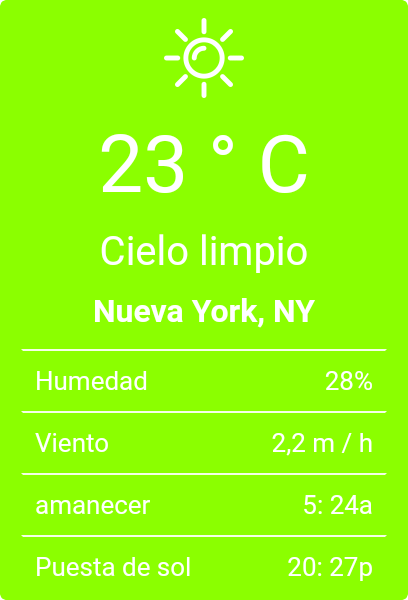 23 ° C
Cielo limpio
Nueva York, NY
Humedad 28%
Viento 2,2 m / h
amanecer 5: 24a
Puesta de sol 20: 27p